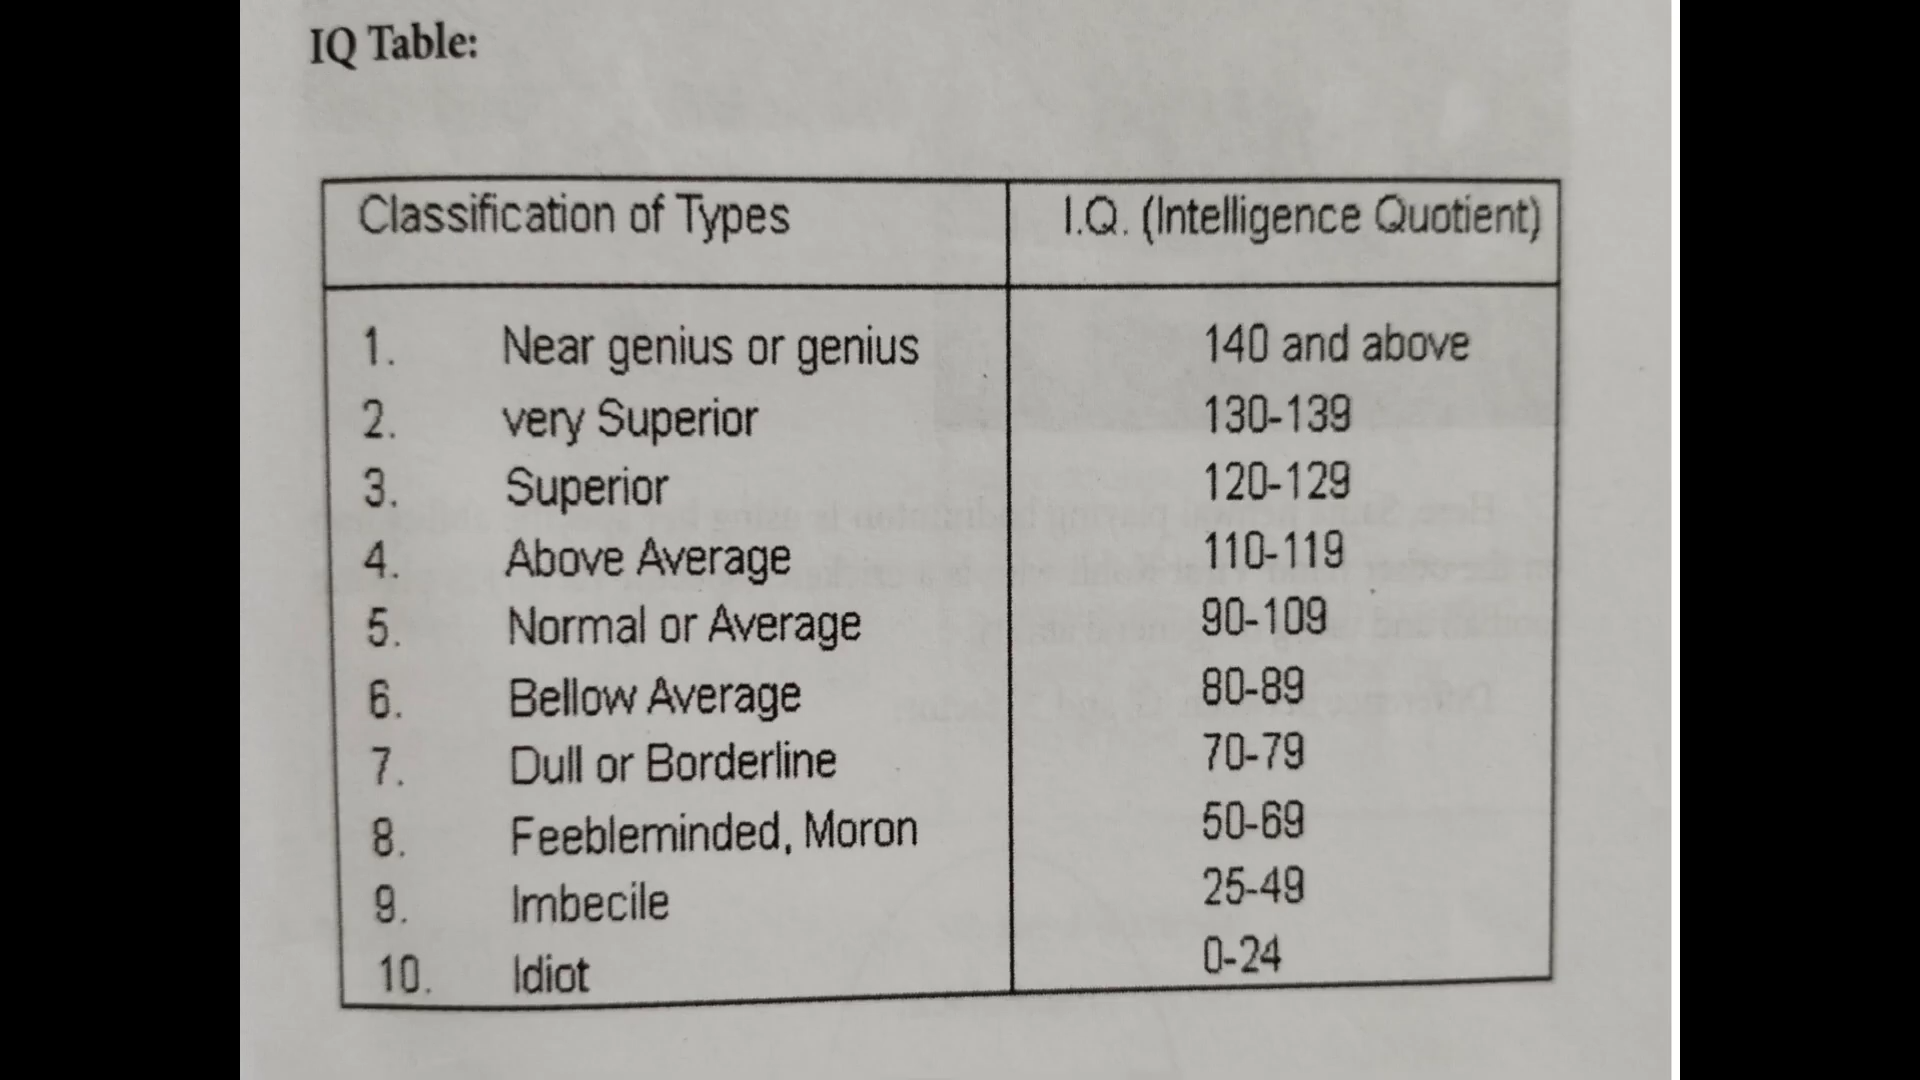 IQ Table:
Classification of Types I.Q. (Intelligence Quotient)
1. Near genius or genius 140 and above
2. very Superior 130-139
3. Superior 120-129
4. Above Average 110-119
5. Normal or Average 90-109
6. Bellow Average 80-89
7. Dull or Borderline 70-79
8. Feebleminded, Moron 50-69
9. Imbecile 25-49
10. Idiot 0-24